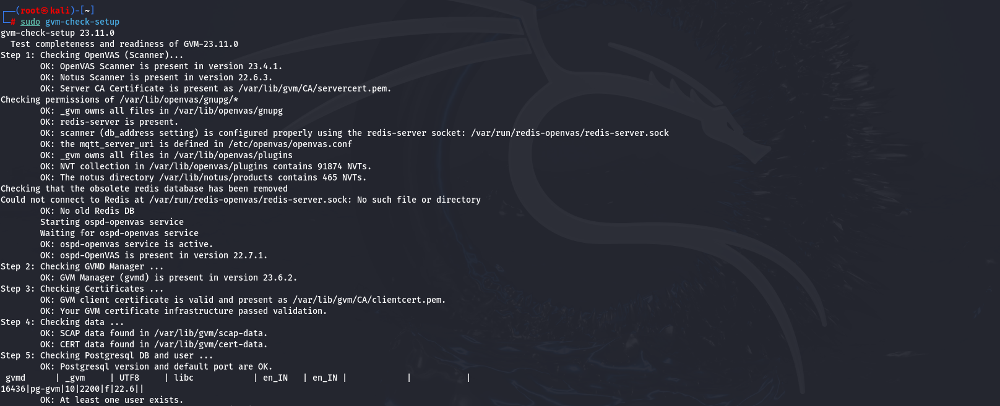 ┌──(root㉿kali)-[~]
└─# sudo gvm-check-setup
gvm-check-setup 23.11.0
  Test completeness and readiness of GVM-23.11.0
Step 1: Checking OpenVAS (Scanner)...
        OK: OpenVAS Scanner is present in version 23.4.1.
        OK: Notus Scanner is present in version 22.6.3.
        OK: Server CA Certificate is present as /var/lib/gvm/CA/servercert.pem.
Checking permissions of /var/lib/openvas/gnupg/*
        OK: _gvm owns all files in /var/lib/openvas/gnupg
        OK: redis-server is present.
        OK: scanner (db_address setting) is configured properly using the redis-server socket: /var/run/redis-openvas/redis-server.sock
        OK: the mqtt_server_uri is defined in /etc/openvas/openvas.conf
        OK: _gvm owns all files in /var/lib/openvas/plugins
        OK: NVT collection in /var/lib/openvas/plugins contains 91874 NVTs.
        OK: The notus directory /var/lib/notus/products contains 465 NVTs.
Checking that the obsolete redis database has been removed
Could not connect to Redis at /var/run/redis-openvas/redis-server.sock: No such file or directory
        OK: No old Redis DB
        Starting ospd-openvas service
        Waiting for ospd-openvas service
        OK: ospd-openvas service is active.
        OK: ospd-OpenVAS is present in version 22.7.1.
Step 2: Checking GVMD Manager ...
        OK: GVM Manager (gvmd) is present in version 23.6.2.
Step 3: Checking Certificates ...
        OK: GVM client certificate is valid and present as /var/lib/gvm/CA/clientcert.pem.
        OK: Your GVM certificate infrastructure passed validation.
Step 4: Checking data ...
        OK: SCAP data found in /var/lib/gvm/scap-data.
        OK: CERT data found in /var/lib/gvm/cert-data.
Step 5: Checking Postgresql DB and user ...
        OK: Postgresql version and default port are OK.
 gvmd      | _gvm     | UTF8     | libc            | en_IN   | en_IN |            |           |
16436|pg-gvm|10|2200|f|22.6||
        OK: At least one user exists.